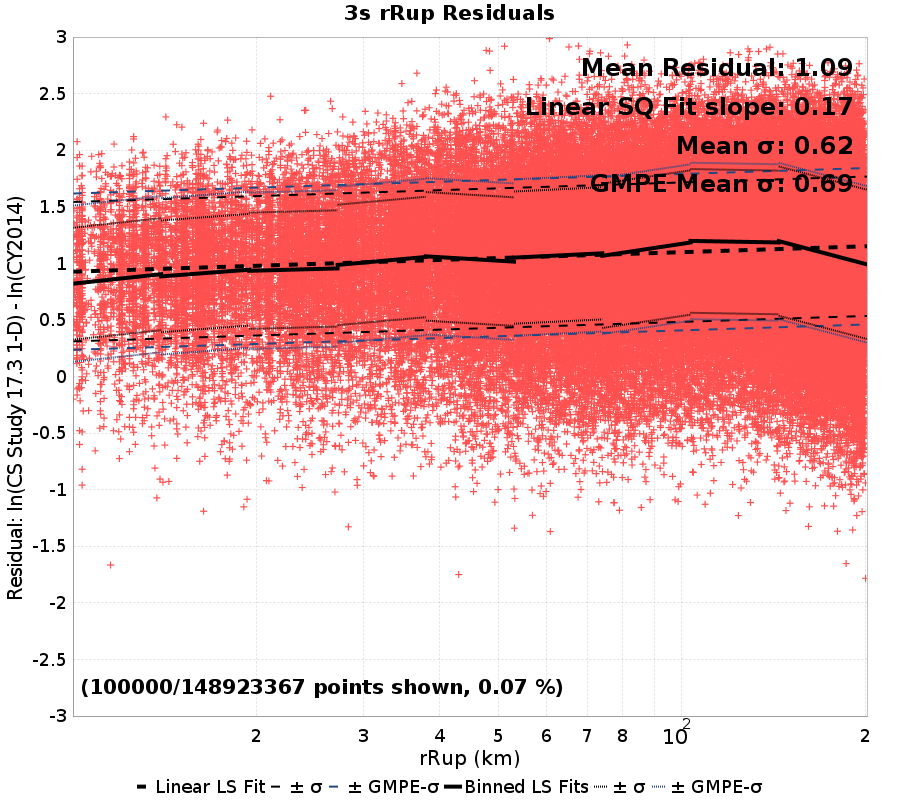 3s rRup Residuals
Mean Residual: 1.09
Linear SQ Fit slope: 0.17
Mean σ: 0.62
GMPE Mean σ: 0.69
Residual: ln(CS Study 17.3 1-D) - ln(CY2014)
3
2.5
2
1.5
1
0.5
0
-0.5
-1
-1.5
-2
-2.5
-3
(100000/148923367 points shown, 0.07 %)
2 3 4 5 6 7 8 10² 2
rRup (km)
Linear LS Fit ± σ ± GMPE-σ Binned LS Fits ± σ ± GMPE-σ